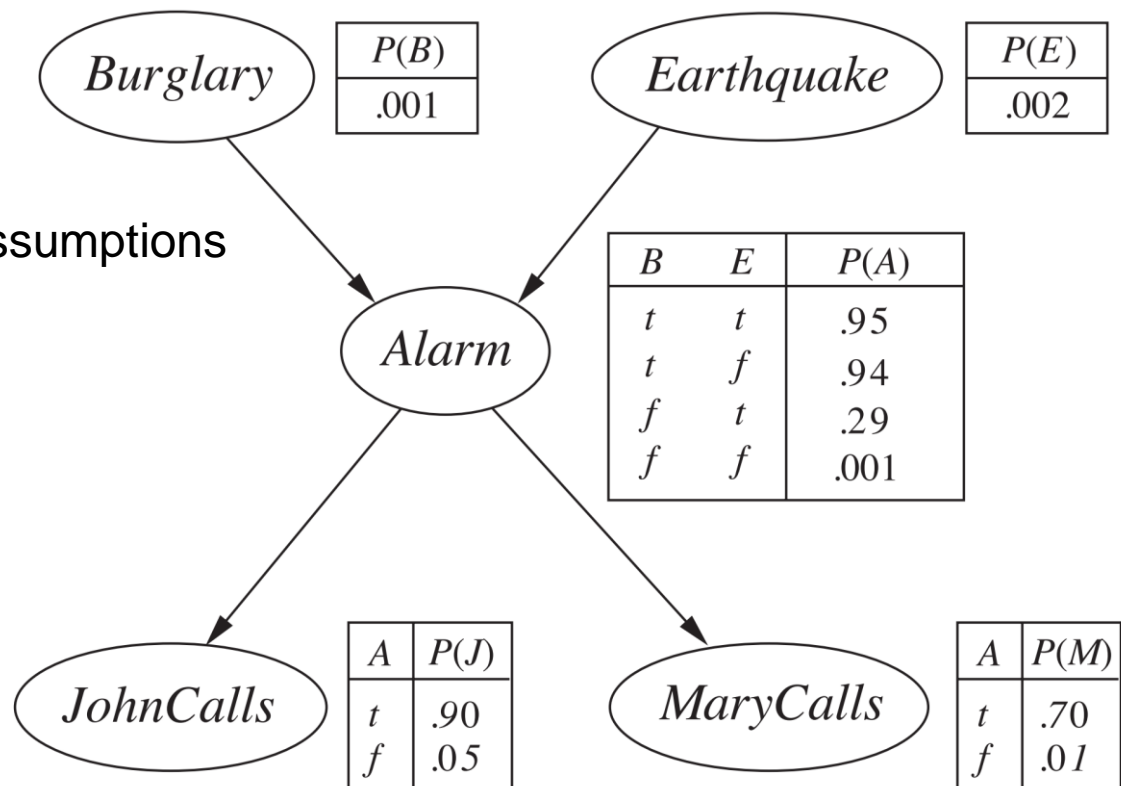 Burglary
P(B)
.001
Earthquake
P(E)
.002
ssumptions
B E P(A)
t t .95
t f .94
f t .29
f f .001
Alarm
JohnCalls
A P(J)
t .90
f .05
MaryCalls
A P(M)
t .70
f .01